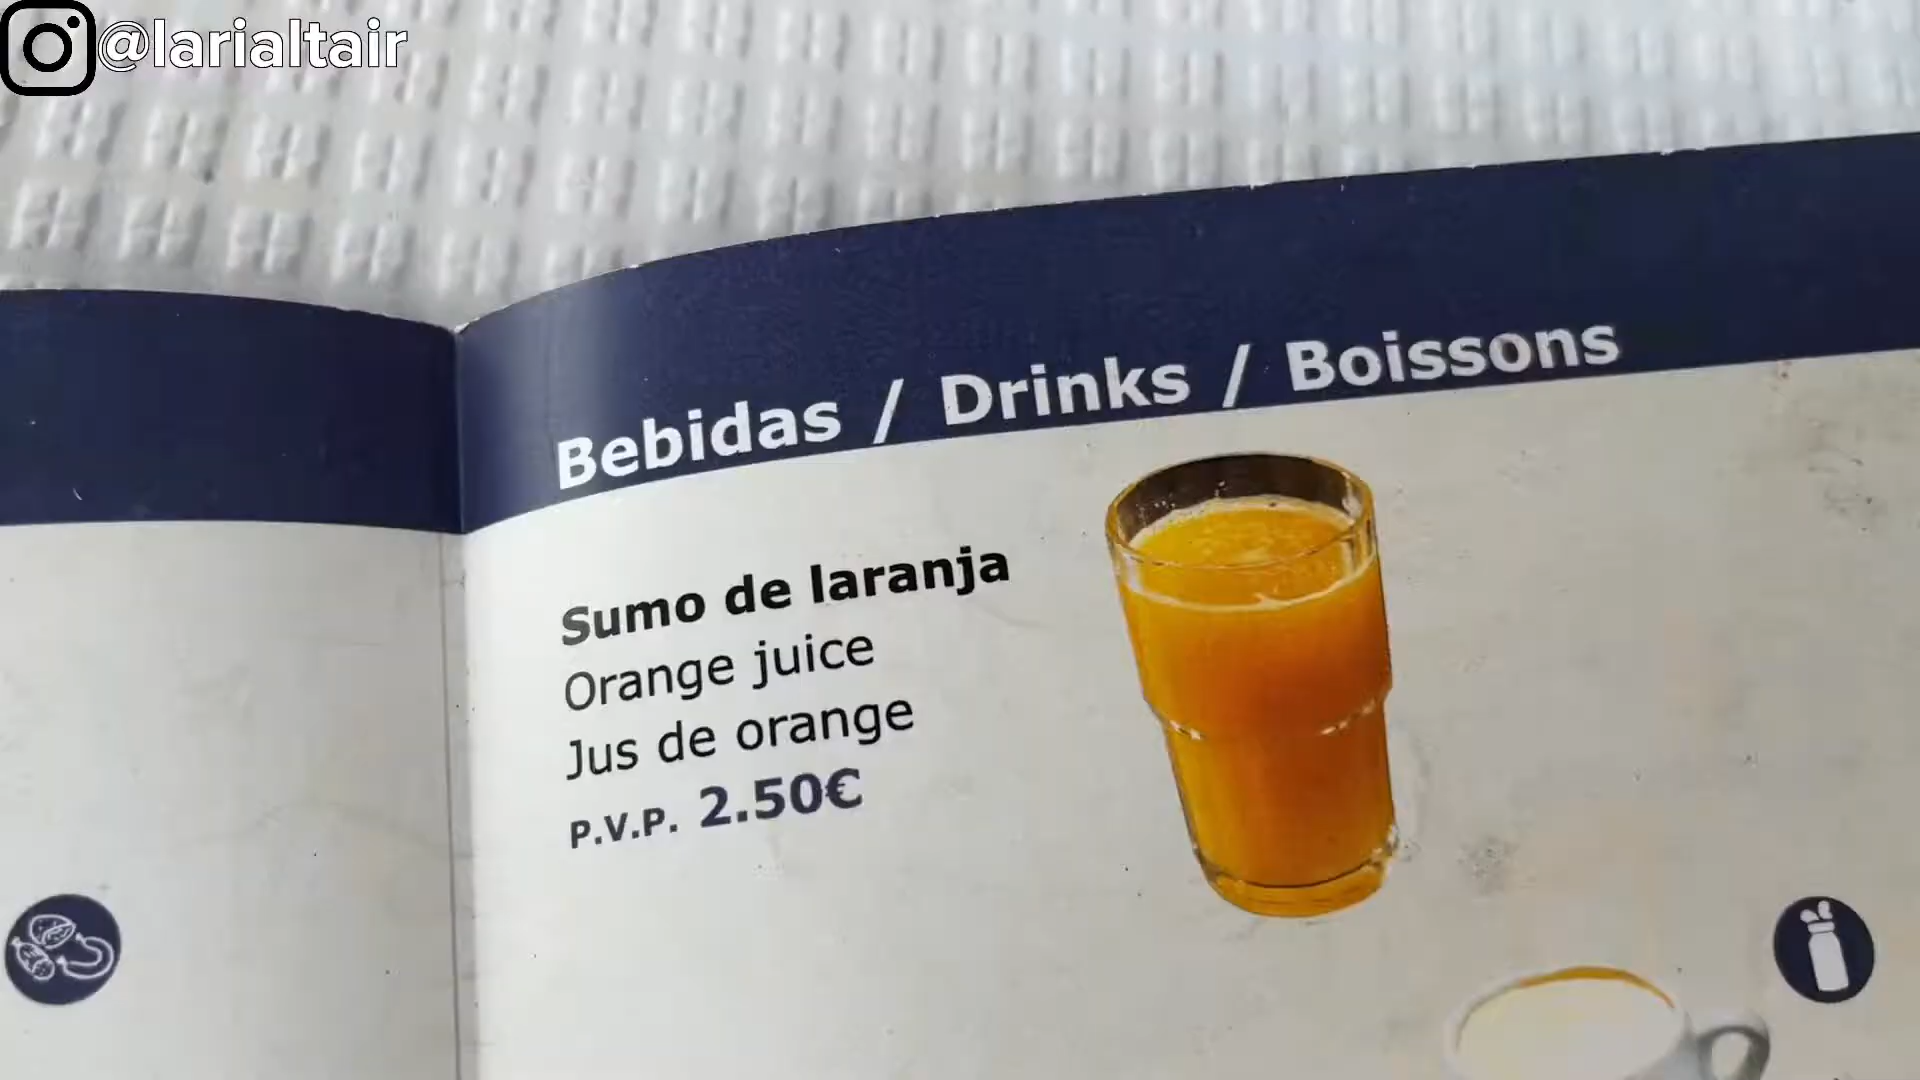 @larialtair
Bebidas / Drinks / Boissons
Sumo de laranja
Orange juice
Jus de orange
P.V.P. 2.50€